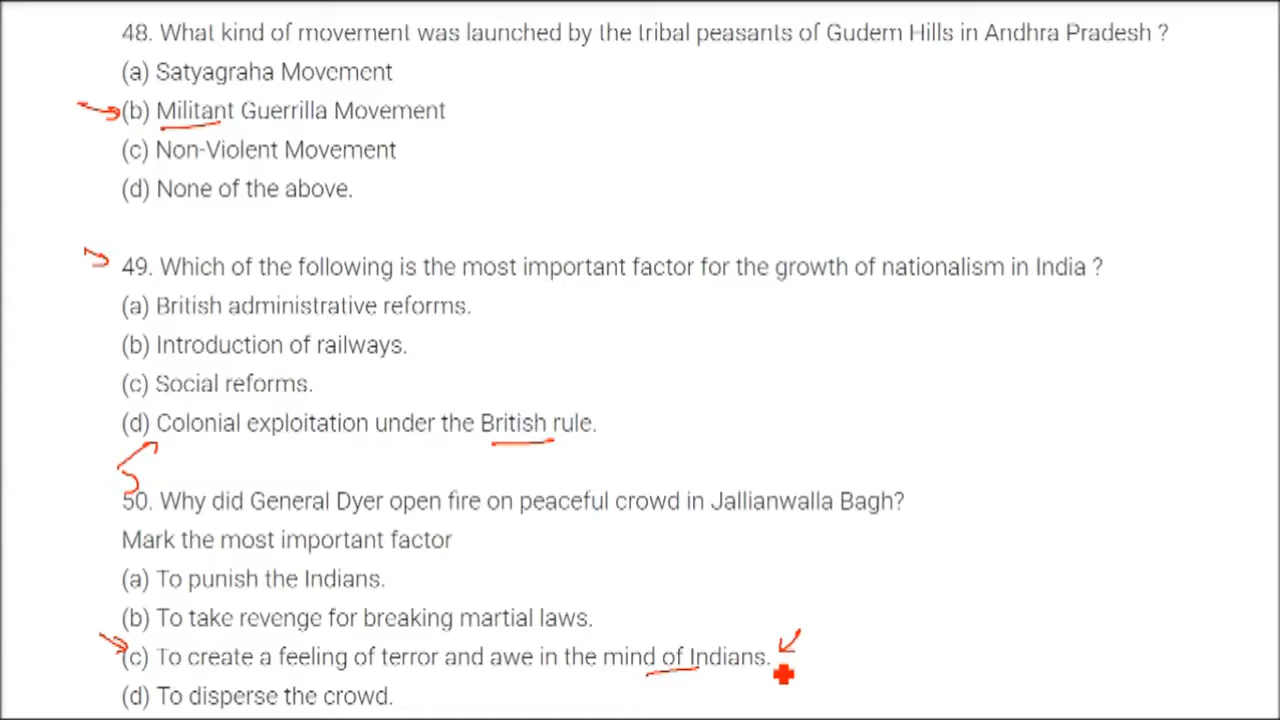 48. What kind of movement was launched by the tribal peasants of Gudem Hills in Andhra Pradesh ?
(a) Satyagraha Movement
(b) Militant Guerrilla Movement
(c) Non-Violent Movement
(d) None of the above.
49. Which of the following is the most important factor for the growth of nationalism in India ?
(a) British administrative reforms.
(b) Introduction of railways.
(c) Social reforms.
(d) Colonial exploitation under the British rule.
50. Why did General Dyer open fire on peaceful crowd in Jallianwalla Bagh?
Mark the most important factor
(a) To punish the Indians.
(b) To take revenge for breaking martial laws.
(c) To create a feeling of terror and awe in the mind of Indians.
(d) To disperse the crowd.